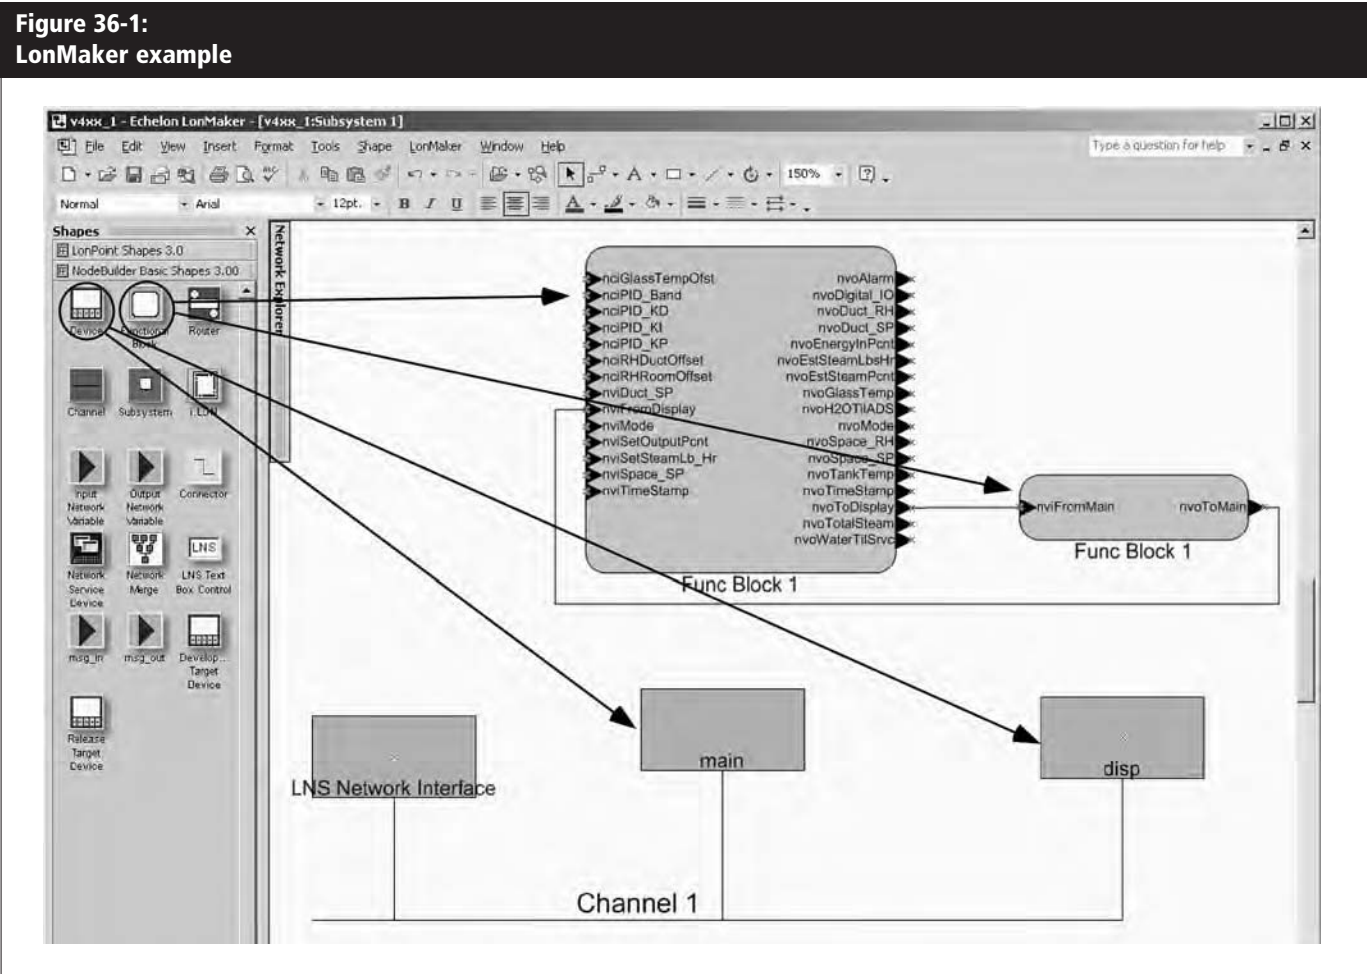 Figure 36-1:
LonMaker example
v4xx_1 - Echelon LonMaker - [v4xx_1:Subsystem 1]
File Edit View Insert Format Tools Shape LonMaker Window Help
Type a question for help
150%
Normal
Arial
12pt.
B I U
A
Shapes
LonPoint Shapes 3.0
NodeBuilder Basic Shapes 3.00
Network Explorer
Device
Functional
Block
Router
Channel
Subsystem
i.LON
Input
Network
Variable
Output
Network
Variable
Connector
Network
Service
Device
Network
Merge
LNS
LNS Text
Box Control
msg_in
msg_out
Develop...
Target
Device
Release
Target
Device
nciGlassTempOfst
nciPID_Band
nciPID_KD
nciPID_KI
nciPID_KP
nciRHDuctOffset
nciRHRoomOffset
nviDuct_SP
nviFromDisplay
nviMode
nviSetOutputPcnt
nviSetSteamLb_Hr
nviSpace_SP
nviTimeStamp
nvoAlarm
nvoDigital_IO
nvoDuct_RH
nvoDuct_SP
nvoEnergyInPcnt
nvoEstSteamLbsHr
nvoEstSteamPcnt
nvoGlassTemp
nvoH2OTilADS
nvoMode
nvoSpace_RH
nvoSpace_SP
nvoTankTemp
nvoTimeStamp
nvoToDisplay
nvoTotalSteam
nvoWaterTilSrvc
Func Block 1
nviFromMain
nvoToMain
Func Block 1
LNS Network Interface
main
disp
Channel 1